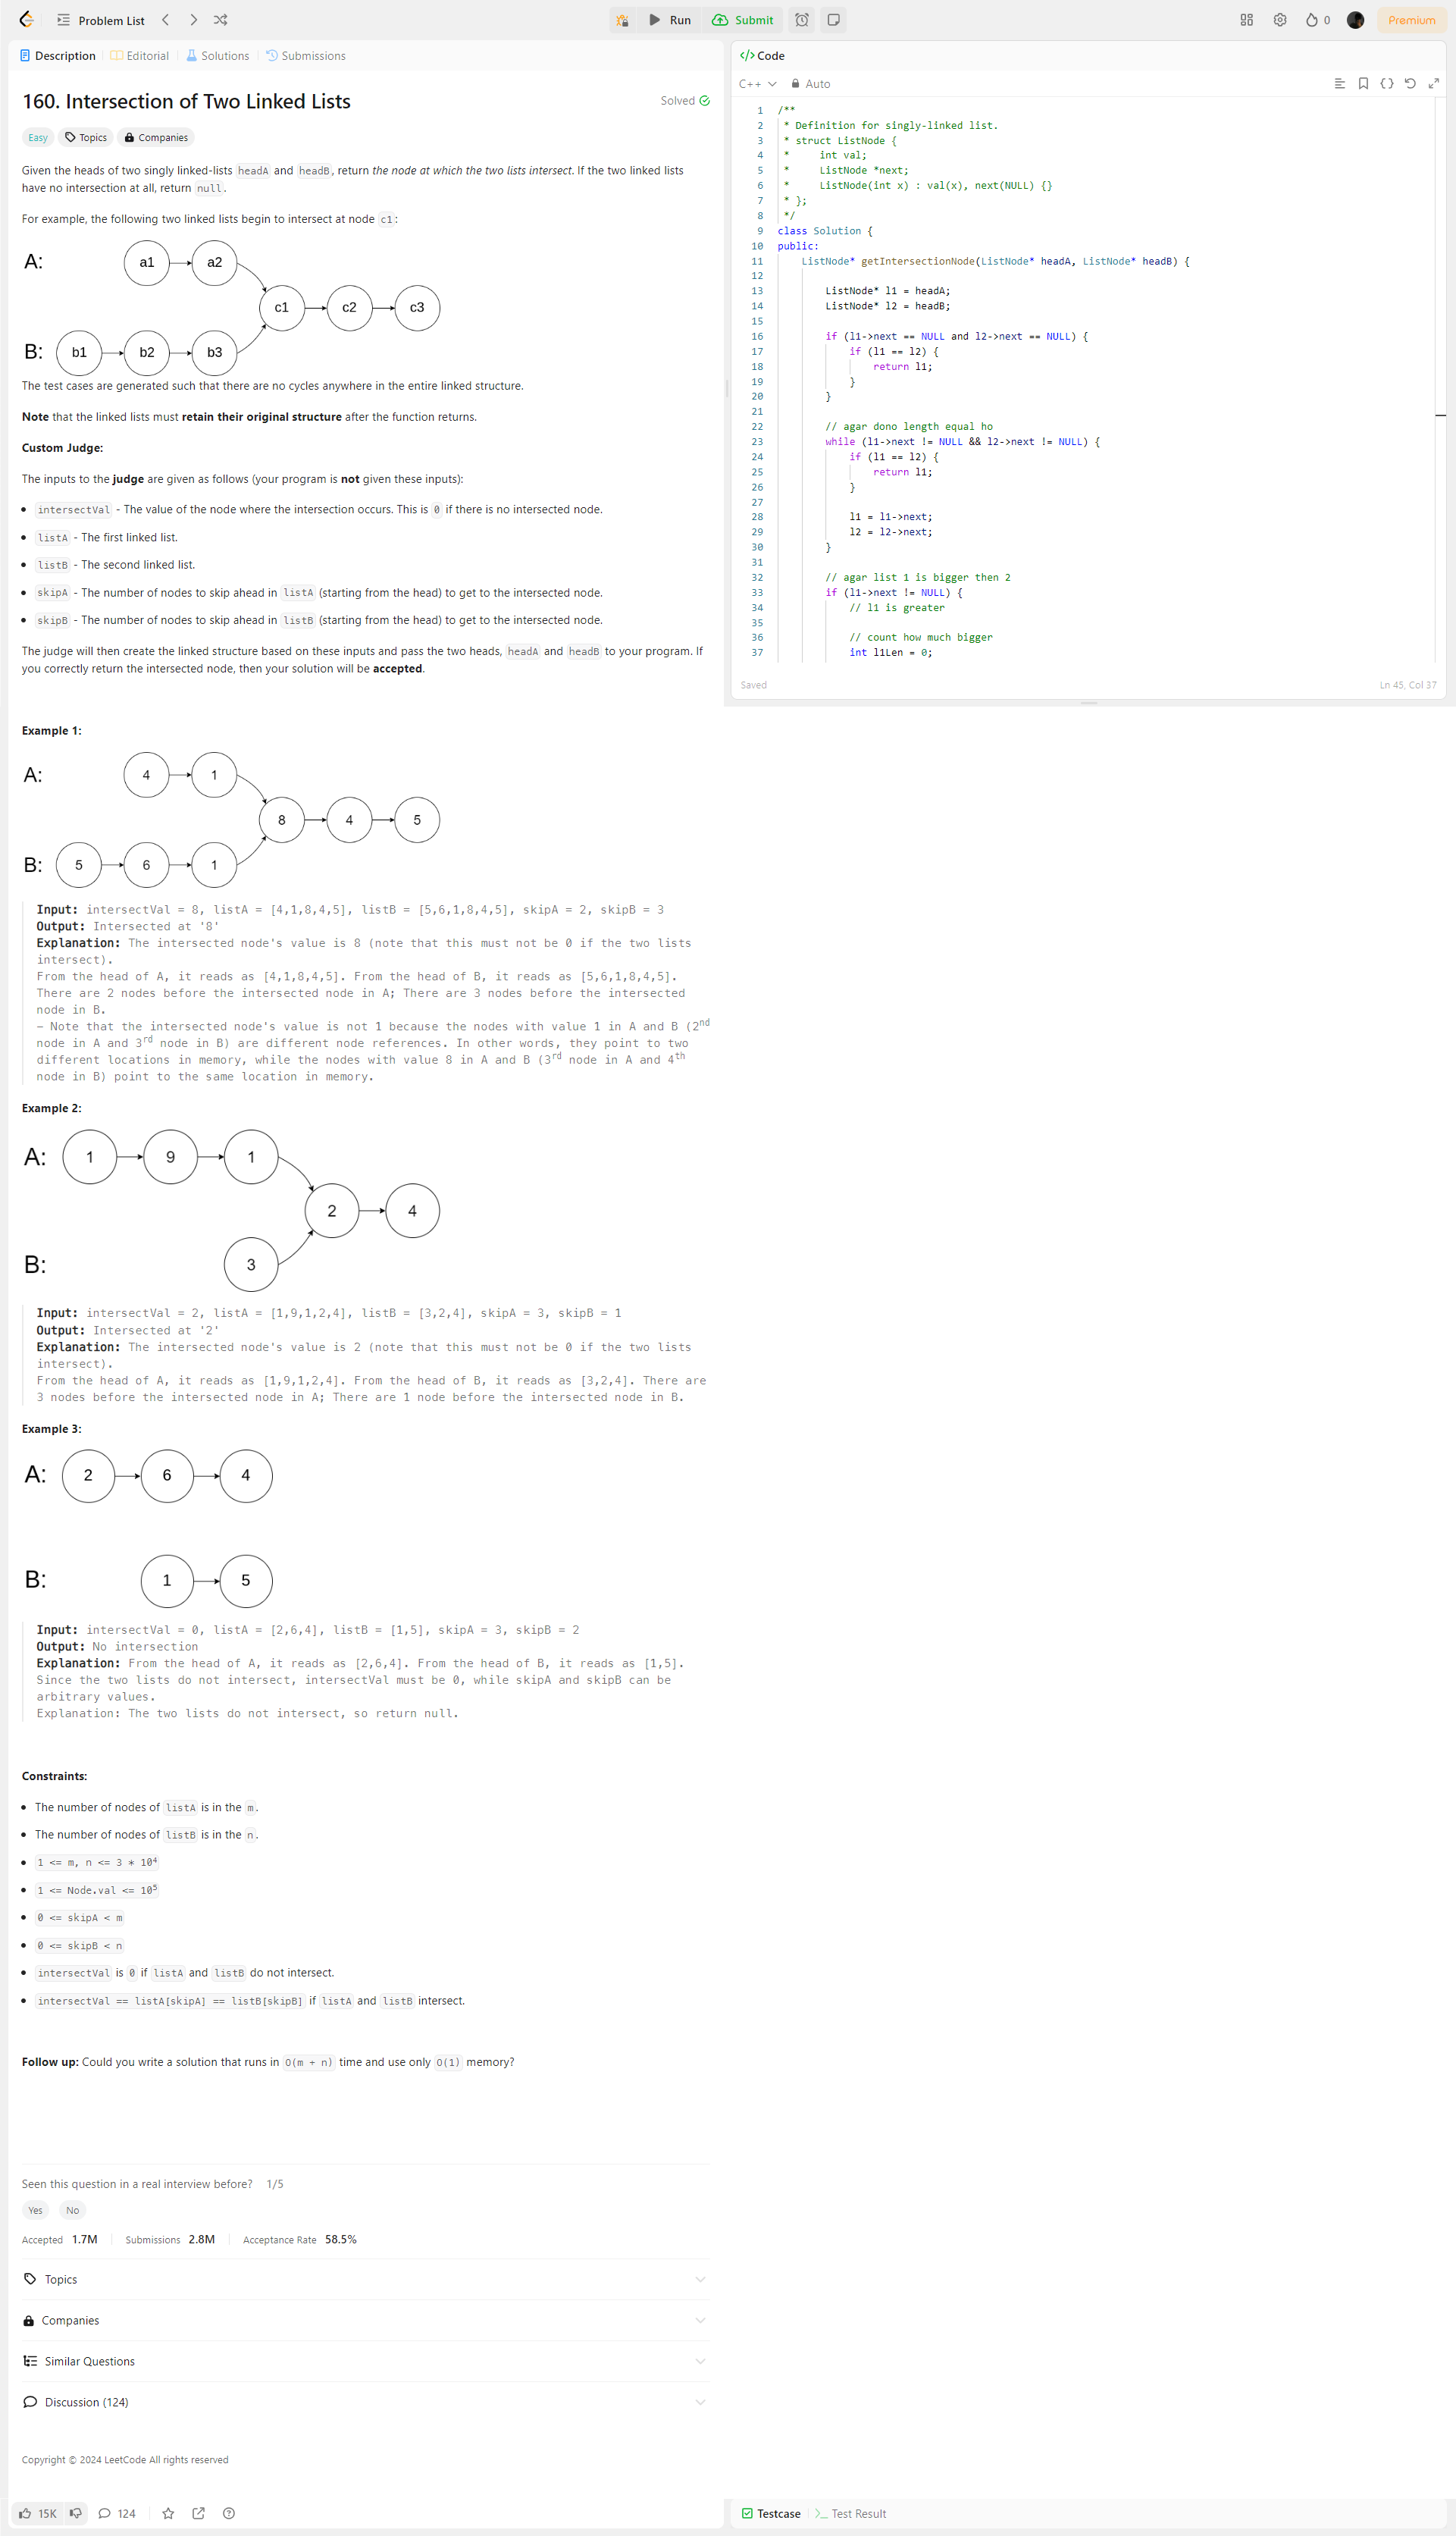 Problem List
Run
Submit
0
Premium
Description
Editorial
Solutions
Submissions
160. Intersection of Two Linked Lists
Solved
Easy
Topics
Companies
Given the heads of two singly linked-lists headA and headB, return the node at which the two lists intersect. If the two linked lists
have no intersection at all, return null.
For example, the following two linked lists begin to intersect at node c1:
A:
a1
a2
c1
c2
c3
B:
b1
b2
b3
The test cases are generated such that there are no cycles anywhere in the entire linked structure.
Note that the linked lists must retain their original structure after the function returns.
Custom Judge:
The inputs to the judge are given as follows (your program is not given these inputs):
• intersectVal - The value of the node where the intersection occurs. This is 0 if there is no intersected node.
• listA - The first linked list.
• listB - The second linked list.
• skipA - The number of nodes to skip ahead in listA (starting from the head) to get to the intersected node.
• skipB - The number of nodes to skip ahead in listB (starting from the head) to get to the intersected node.
The judge will then create the linked structure based on these inputs and pass the two heads, headA and headB to your program. If
you correctly return the intersected node, then your solution will be accepted.
Example 1:
A:
4
1
8
4
5
B:
5
6
1
Input: intersectVal = 8, listA = [4,1,8,4,5], listB = [5,6,1,8,4,5], skipA = 2, skipB = 3
Output: Intersected at '8'
Explanation: The intersected node's value is 8 (note that this must not be 0 if the two lists
intersect).
From the head of A, it reads as [4,1,8,4,5]. From the head of B, it reads as [5,6,1,8,4,5].
There are 2 nodes before the intersected node in A; There are 3 nodes before the intersected
node in B.
- Note that the intersected node's value is not 1 because the nodes with value 1 in A and B (2nd
node in A and 3rd node in B) are different node references. In other words, they point to two
different locations in memory, while the nodes with value 8 in A and B (3rd node in A and 4th
node in B) point to the same location in memory.
Example 2:
A:
1
9
1
2
4
B:
3
Input: intersectVal = 2, listA = [1,9,1,2,4], listB = [3,2,4], skipA = 3, skipB = 1
Output: Intersected at '2'
Explanation: The intersected node's value is 2 (note that this must not be 0 if the two lists
intersect).
From the head of A, it reads as [1,9,1,2,4]. From the head of B, it reads as [3,2,4]. There are
3 nodes before the intersected node in A; There are 1 node before the intersected node in B.
Example 3:
A:
2
6
4
B:
1
5
Input: intersectVal = 0, listA = [2,6,4], listB = [1,5], skipA = 3, skipB = 2
Output: No intersection
Explanation: From the head of A, it reads as [2,6,4]. From the head of B, it reads as [1,5].
Since the two lists do not intersect, intersectVal must be 0, while skipA and skipB can be
arbitrary values.
Explanation: The two lists do not intersect, so return null.
Constraints:
• The number of nodes of listA is in the m.
• The number of nodes of listB is in the n.
• 1 <= m, n <= 3 * 10⁴
• 1 <= Node.val <= 10⁵
• 0 <= skipA < m
• 0 <= skipB < n
• intersectVal is 0 if listA and listB do not intersect.
• intersectVal == listA[skipA] == listB[skipB] if listA and listB intersect.
Follow up: Could you write a solution that runs in O(m + n) time and use only O(1) memory?
Seen this question in a real interview before? 1/5
Yes
No
Accepted 1.7M
Submissions 2.8M
Acceptance Rate 58.5%
Topics
Companies
Similar Questions
Discussion (124)
Copyright © 2024 LeetCode All rights reserved
15K
124
</> Code
C++
Auto
1 /**
2  * Definition for singly-linked list.
3  * struct ListNode {
4  *     int val;
5  *     ListNode *next;
6  *     ListNode(int x) : val(x), next(NULL) {}
7  * };
8  */
9 class Solution {
10 public:
11     ListNode* getIntersectionNode(ListNode* headA, ListNode* headB) {
12
13         ListNode* l1 = headA;
14         ListNode* l2 = headB;
15
16         if (l1->next == NULL and l2->next == NULL) {
17             if (l1 == l2) {
18                 return l1;
19             }
20         }
21
22         // agar dono length equal ho
23         while (l1->next != NULL && l2->next != NULL) {
24             if (l1 == l2) {
25                 return l1;
26             }
27
28             l1 = l1->next;
29             l2 = l2->next;
30         }
31
32         // agar list 1 is bigger then 2
33         if (l1->next != NULL) {
34             // l1 is greater
35
36             // count how much bigger
37             int l1Len = 0;
Saved
Ln 45, Col 37
Testcase
Test Result